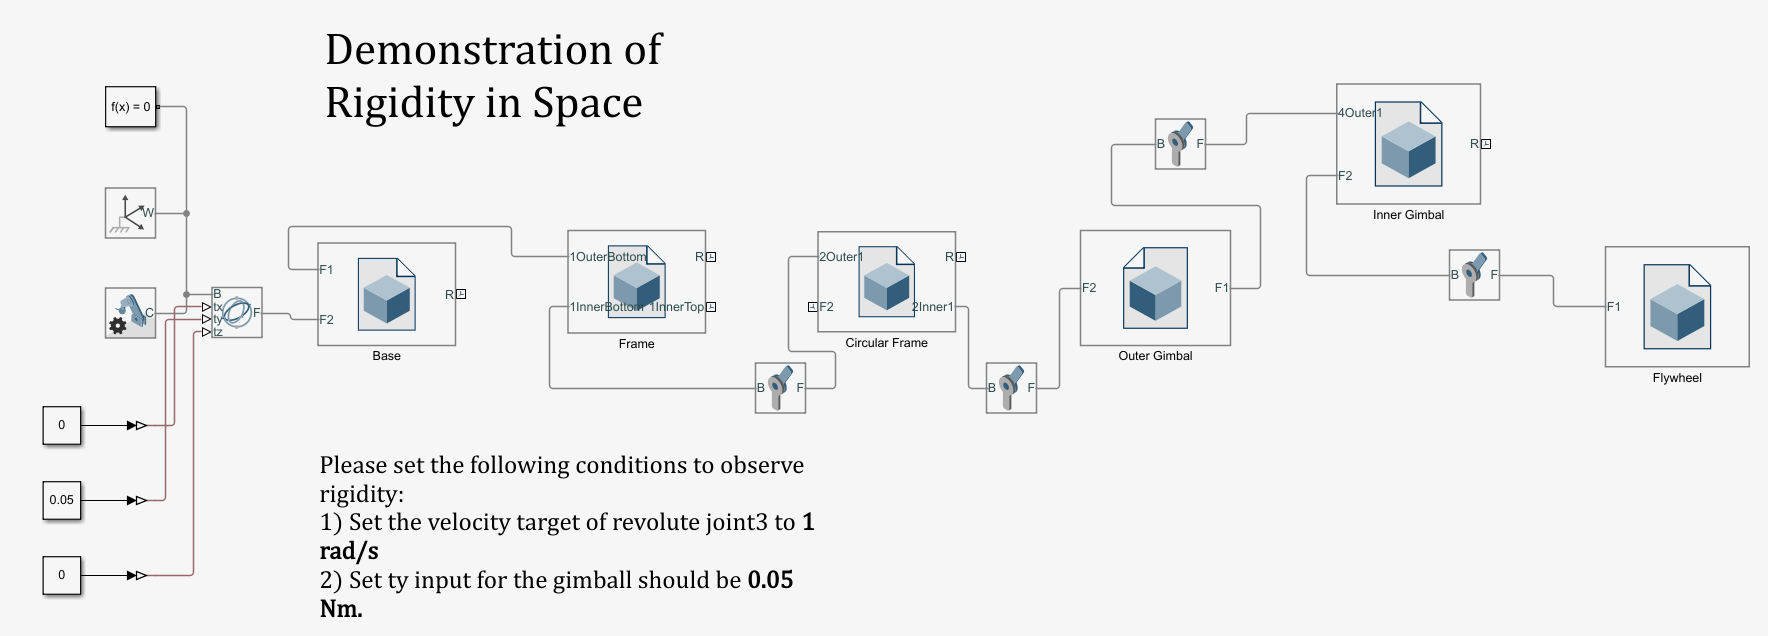 Demonstration of
Rigidity in Space
f(x) = 0
W
C
B
tx
ty
tz
F
F1
F2
R
Base
1OuterBottom
R
1InnerBottom
1InnerTop
Frame
B
F
2Outer1
R
F2
2Inner1
Circular Frame
B
F
F2
F1
Outer Gimbal
B
F
4Outer1
R
F2
Inner Gimbal
B
F
F1
Flywheel
0
0.05
0
Please set the following conditions to observe
rigidity:
1) Set the velocity target of revolute joint3 to 1
rad/s
2) Set ty input for the gimball should be 0.05
Nm.